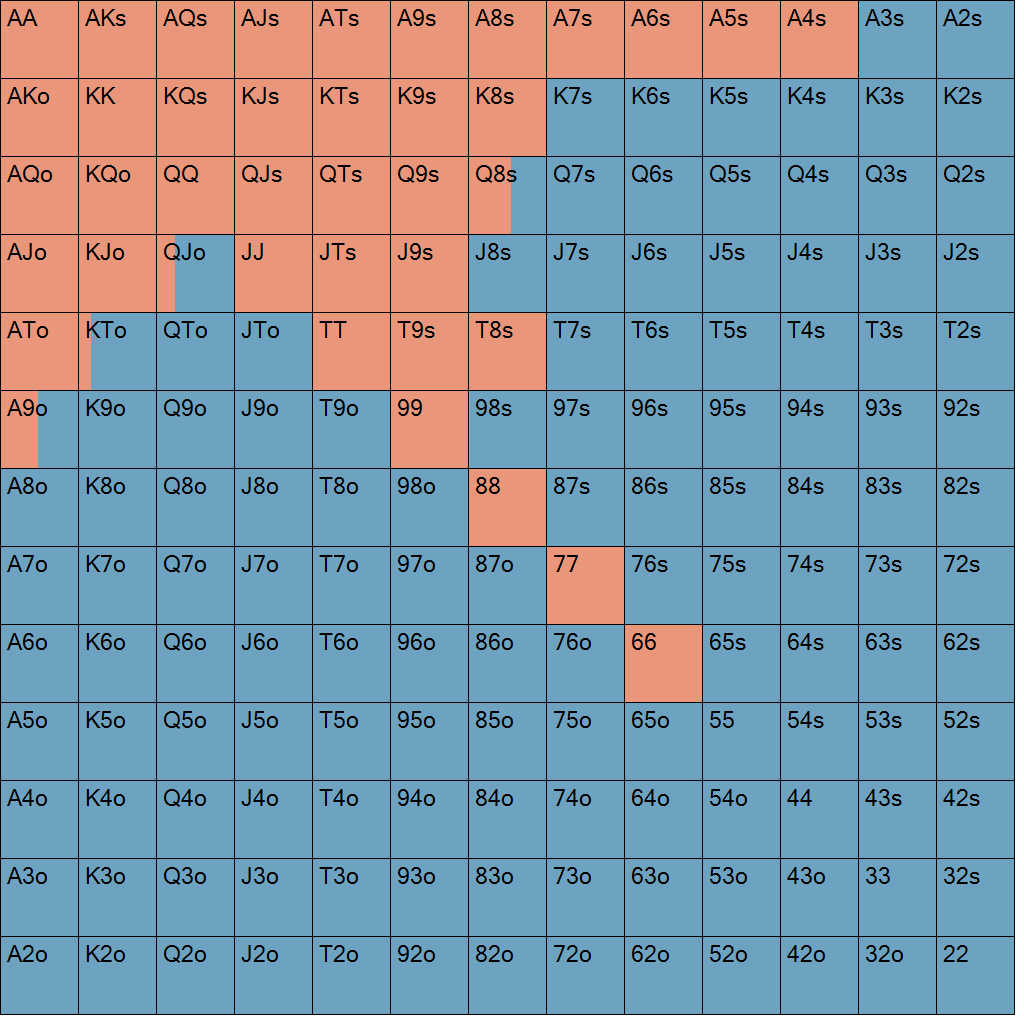 AA AKs AQs AJs ATs A9s A8s A7s A6s A5s A4s A3s A2s
AKo KK KQs KJs KTs K9s K8s K7s K6s K5s K4s K3s K2s
AQo KQo QQ QJs QTs Q9s Q8s Q7s Q6s Q5s Q4s Q3s Q2s
AJo KJo QJo JJ JTs J9s J8s J7s J6s J5s J4s J3s J2s
ATo KTo QTo JTo TT T9s T8s T7s T6s T5s T4s T3s T2s
A9o K9o Q9o J9o T9o 99 98s 97s 96s 95s 94s 93s 92s
A8o K8o Q8o J8o T8o 98o 88 87s 86s 85s 84s 83s 82s
A7o K7o Q7o J7o T7o 97o 87o 77 76s 75s 74s 73s 72s
A6o K6o Q6o J6o T6o 96o 86o 76o 66 65s 64s 63s 62s
A5o K5o Q5o J5o T5o 95o 85o 75o 65o 55 54s 53s 52s
A4o K4o Q4o J4o T4o 94o 84o 74o 64o 54o 44 43s 42s
A3o K3o Q3o J3o T3o 93o 83o 73o 63o 53o 43o 33 32s
A2o K2o Q2o J2o T2o 92o 82o 72o 62o 52o 42o 32o 22